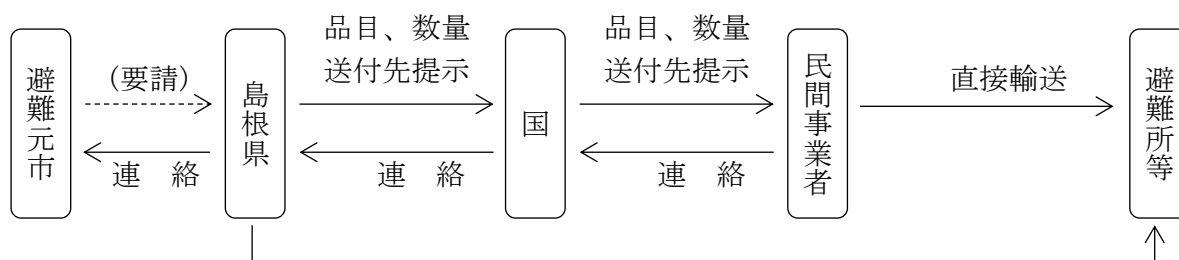 避難元市
(要請)
連　絡
島根県
品目、数量
送付先提示
連　絡
国
品目、数量
送付先提示
連　絡
民間事業者
直接輸送
避難所等